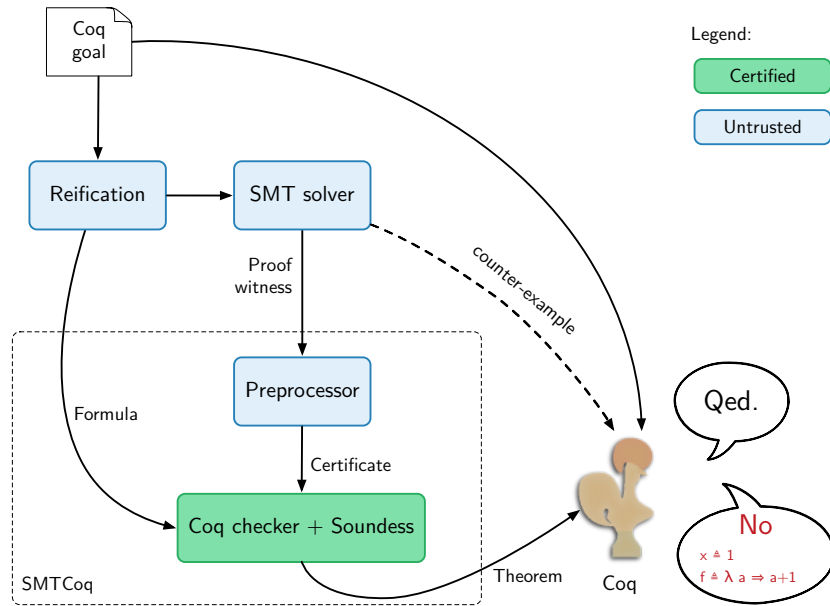 Coq
goal
Legend:
Certified
Untrusted
Reification
SMT solver
Proof
witness
counter-example
Preprocessor
Qed.
Formula
Certificate
Coq checker + Soundess
No
x ≜ 1
f ≜ λ a ⇒ a+1
Theorem
Coq
SMTCoq